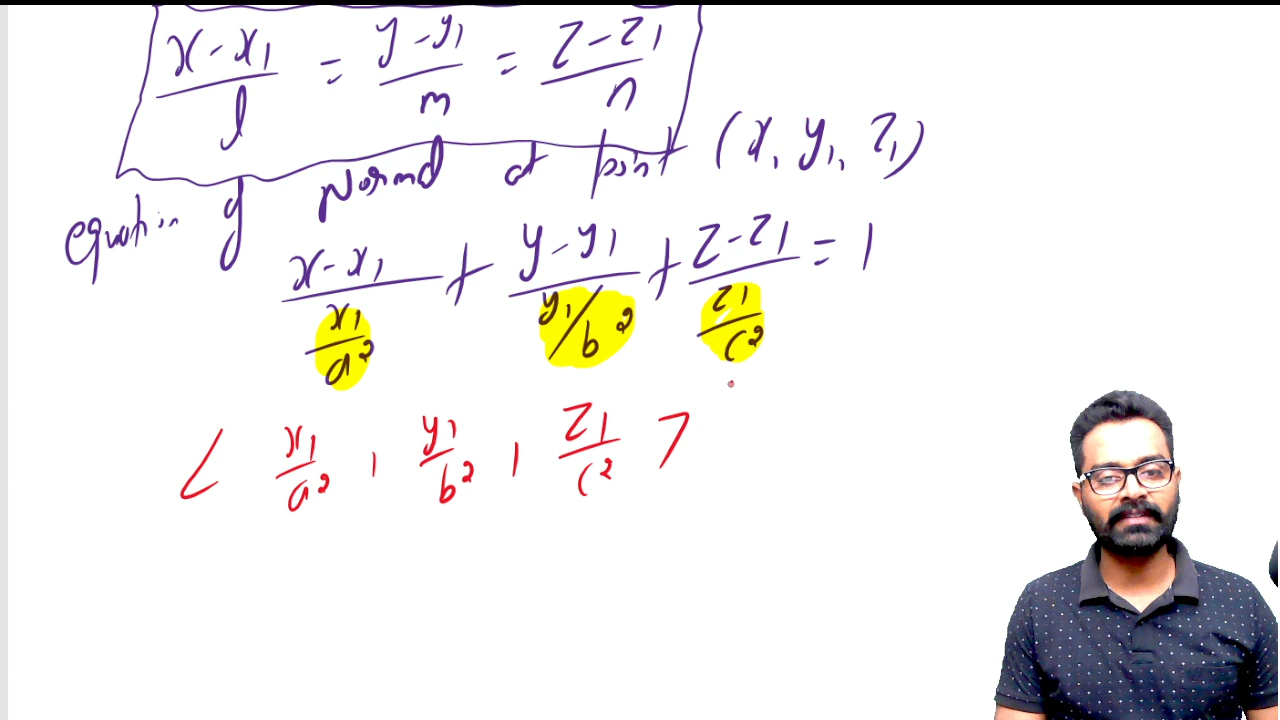 (x-x1)/l = (y-y1)/m = (z-z1)/n
equation of Normal at point (x1 y1, z1)
(x-x1)/(x1/a²) + (y-y1)/(y1/b²) + (z-z1)/(z1/c²) = 1
< x1/a² , y1/b² , z1/c² >